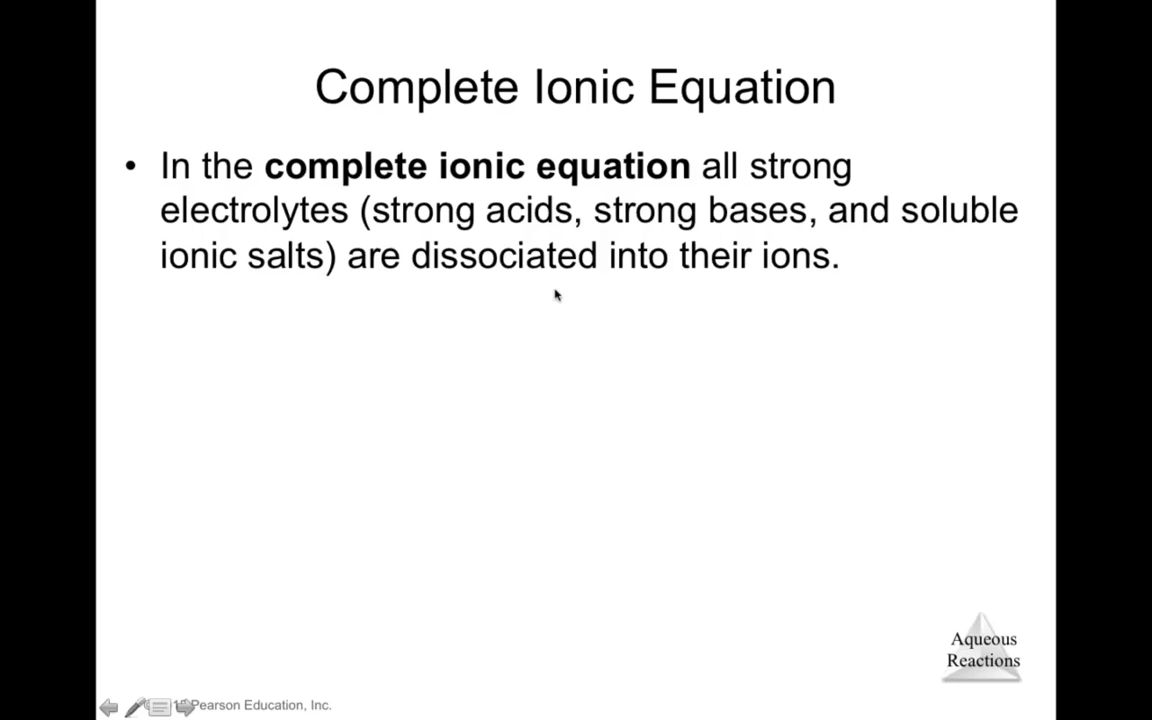 Complete Ionic Equation
• In the complete ionic equation all strong
electrolytes (strong acids, strong bases, and soluble
ionic salts) are dissociated into their ions.
Aqueous
Reactions
Pearson Education, Inc.